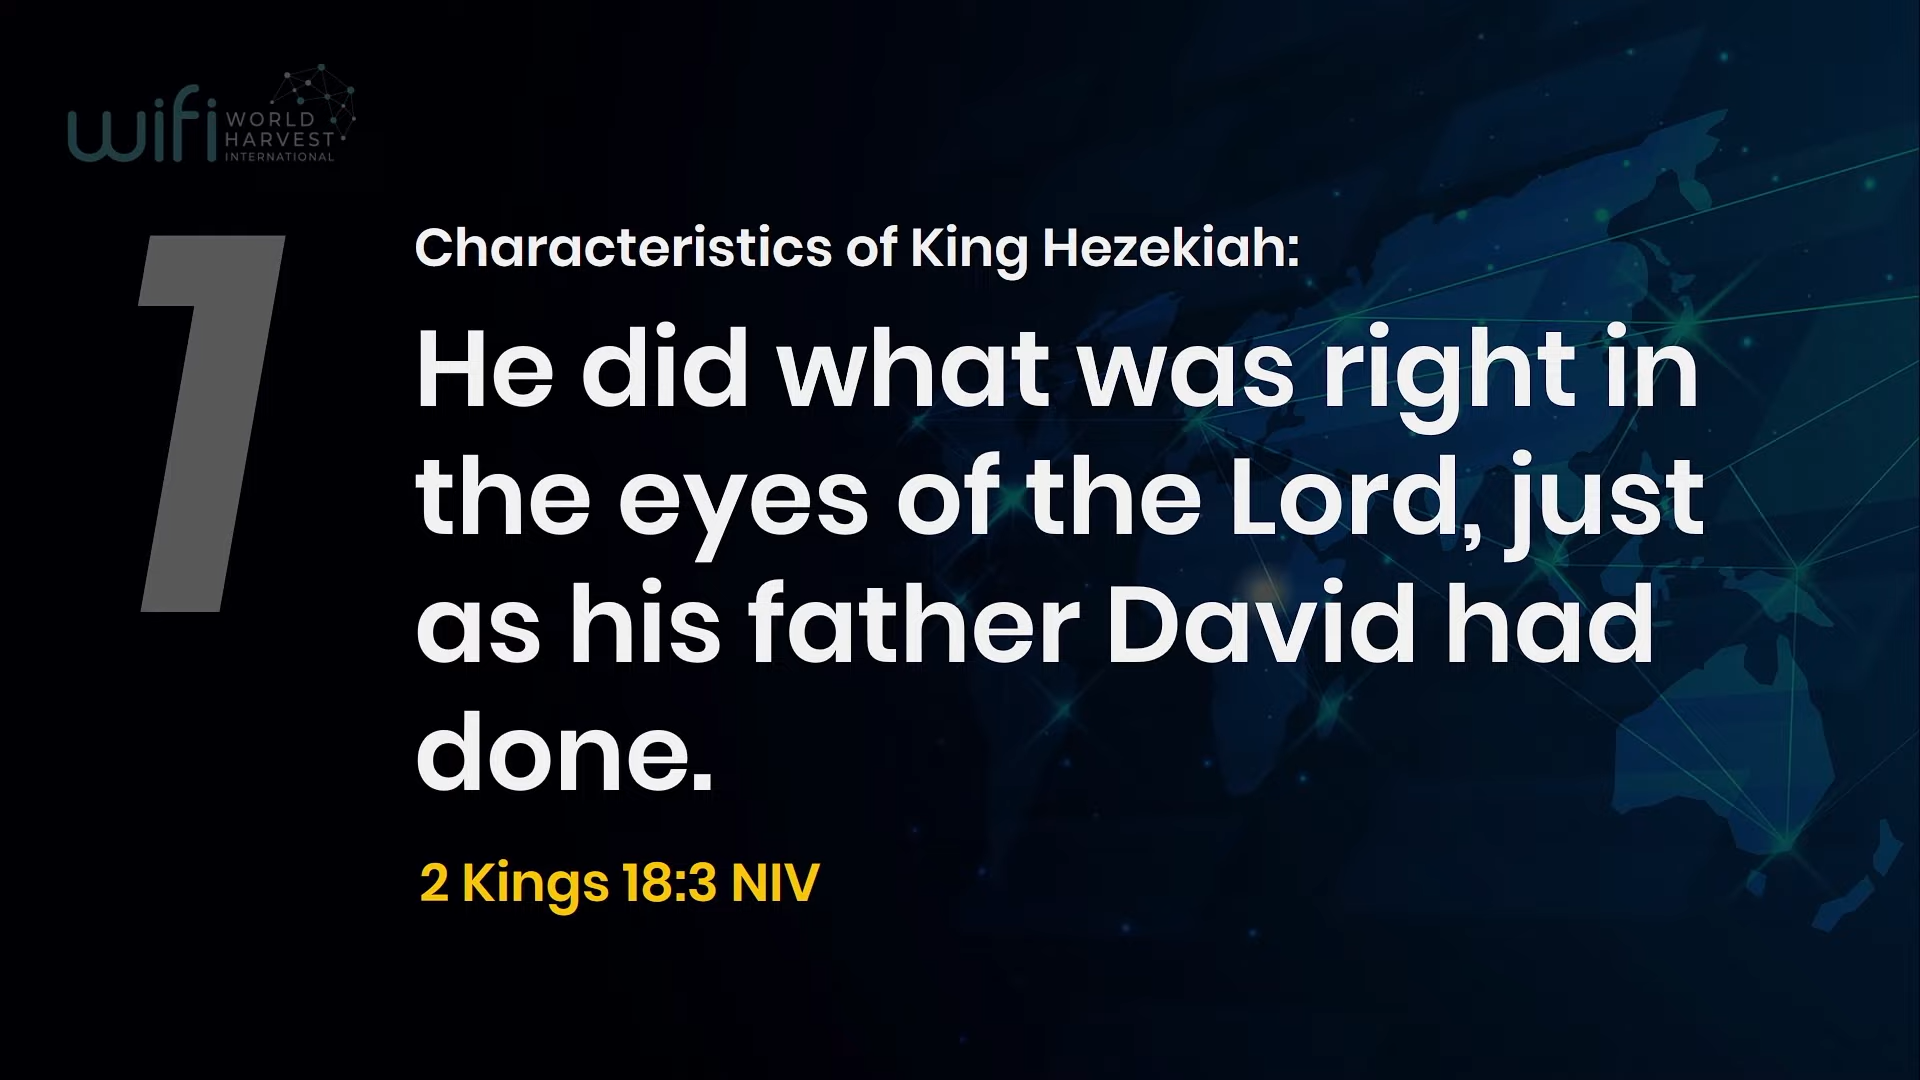 wifi WORLD
HARVEST
INTERNATIONAL
1
Characteristics of King Hezekiah:
He did what was right in
the eyes of the Lord, just
as his father David had
done.
2 Kings 18:3 NIV